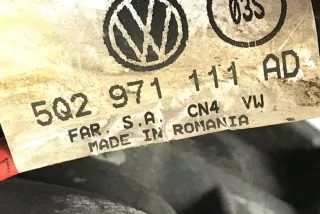 VW
03S
5Q2 971 111 AD
FAR. S.A. CN4 VW
MADE IN ROMANIA